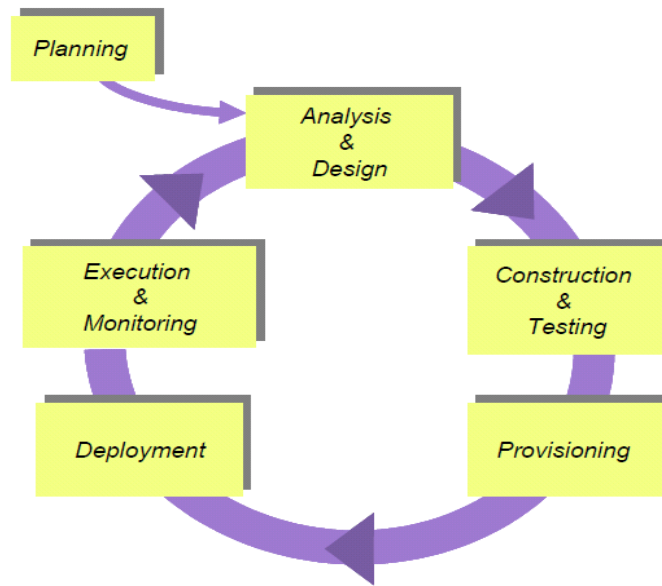 Planning
Analysis
&
Design
Construction
&
Testing
Provisioning
Deployment
Execution
&
Monitoring